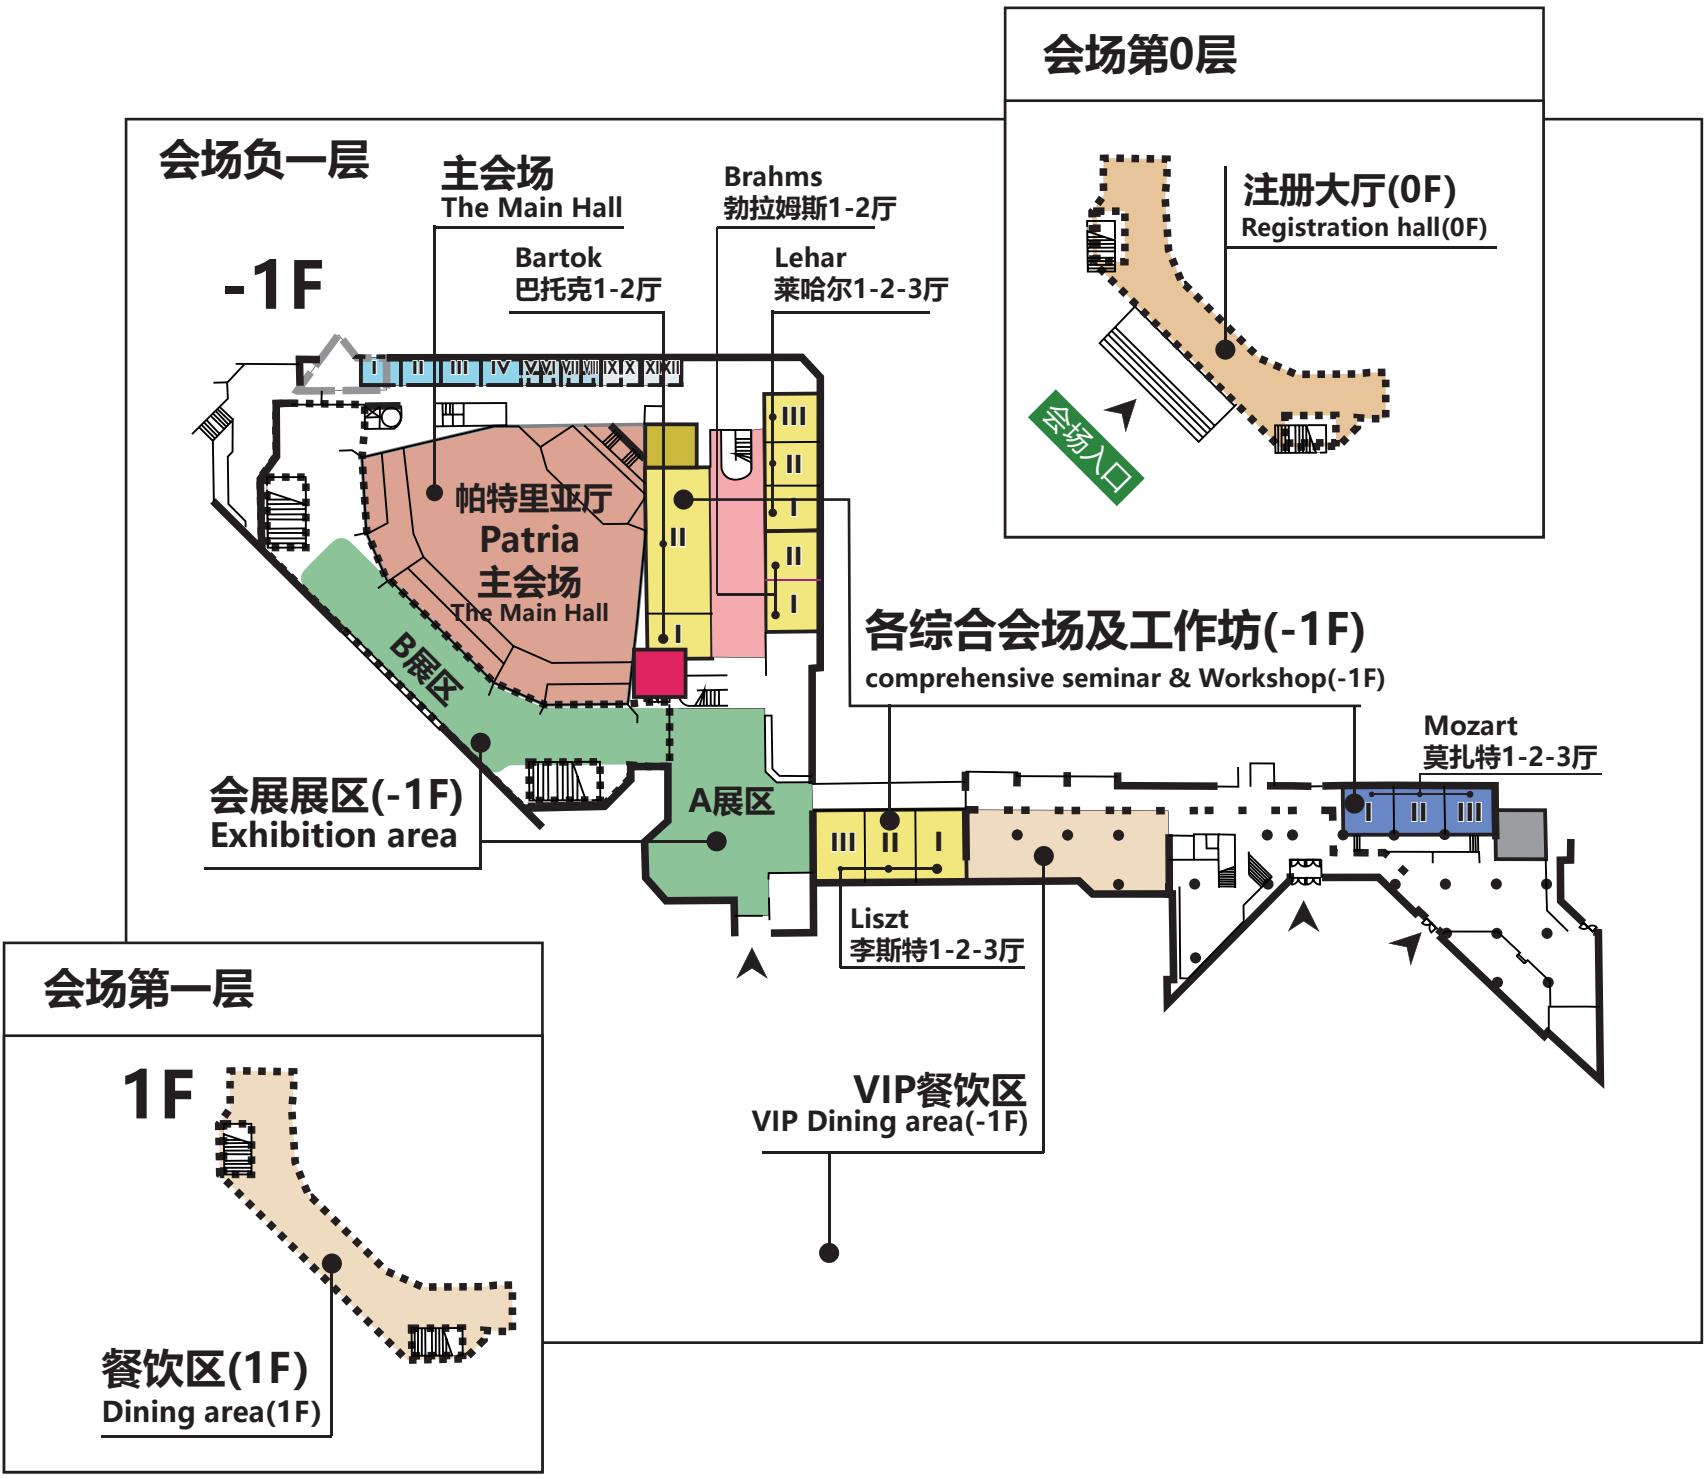 会场第0层
注册大厅(0F)
Registration hall(0F)
会场入口
会场负一层
-1F
主会场
The Main Hall
Bartok
巴托克1-2厅
Brahms
勃拉姆斯1-2厅
Lehar
莱哈尔1-2-3厅
I II III IV V VI VII VIII IX X XI XII
帕特里亚厅
Patria
主会场
The Main Hall
II
I
III
II
I
II
I
B展区
A展区
会展展区(-1F)
Exhibition area
各综合会场及工作坊(-1F)
comprehensive seminar & Workshop(-1F)
Mozart
莫扎特1-2-3厅
I II III
III II I
Liszt
李斯特1-2-3厅
VIP餐饮区
VIP Dining area(-1F)
会场第一层
1F
餐饮区(1F)
Dining area(1F)